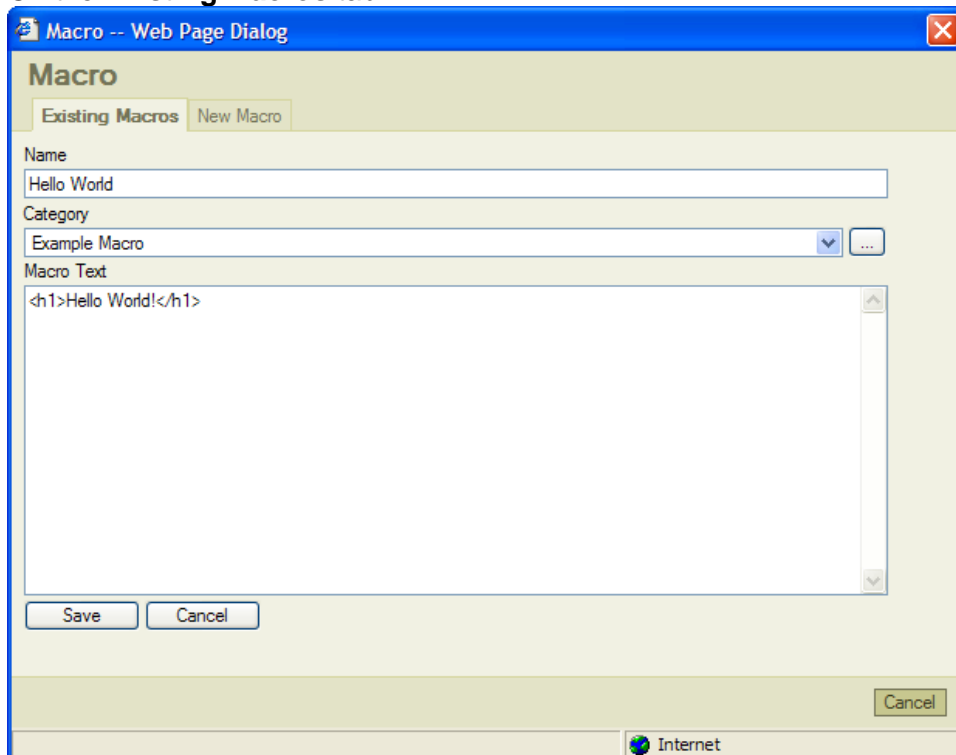 Macro -- Web Page Dialog
Macro
Existing Macros New Macro
Name
Hello World
Category
Example Macro ...
Macro Text
<h1>Hello World!</h1>
Save Cancel
Cancel
Internet